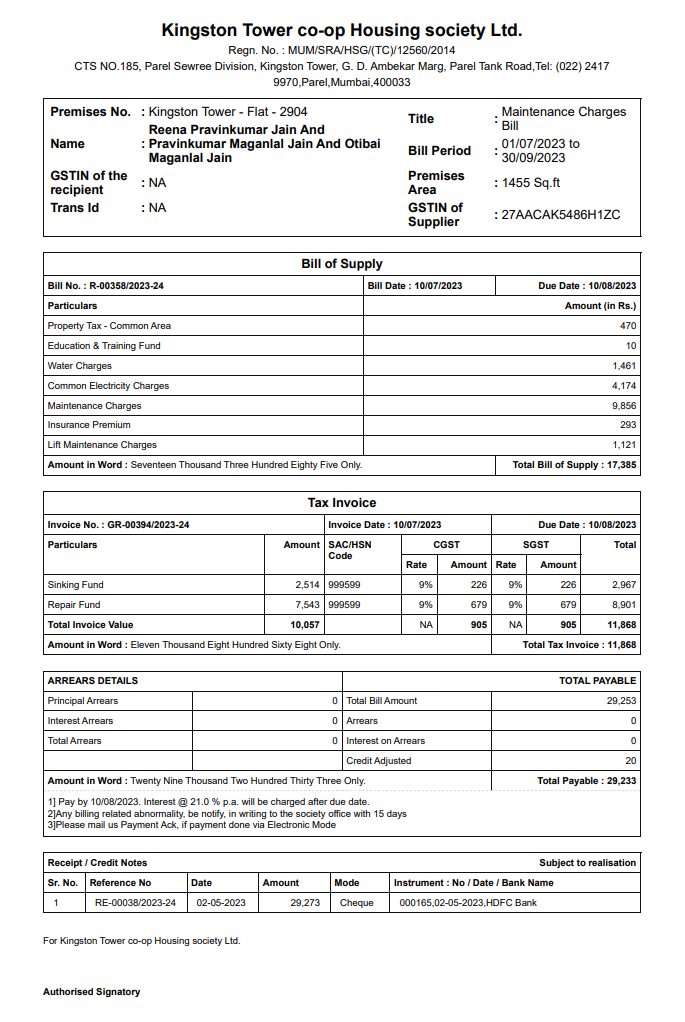 Kingston Tower co-op Housing society Ltd.
Regn. No. : MUM/SRA/HSG/(TC)/12560/2014
CTS NO.185, Parel Sewree Division, Kingston Tower, G. D. Ambekar Marg, Parel Tank Road,Tel: (022) 2417
9970,Parel,Mumbai,400033
Premises No. : Kingston Tower - Flat - 2904
Name : Reena Pravinkumar Jain And
Pravinkumar Maganlal Jain And Otibai
Maganlal Jain
GSTIN of the
recipient : NA
Trans Id : NA
Title : Maintenance Charges
Bill
Bill Period : 01/07/2023 to
30/09/2023
Premises
Area : 1455 Sq.ft
GSTIN of
Supplier : 27AACAK5486H1ZC
Bill of Supply
Bill No. : R-00358/2023-24 Bill Date : 10/07/2023 Due Date : 10/08/2023
Particulars Amount (in Rs.)
Property Tax - Common Area 470
Education & Training Fund 10
Water Charges 1,461
Common Electricity Charges 4,174
Maintenance Charges 9,856
Insurance Premium 293
Lift Maintenance Charges 1,121
Amount in Word : Seventeen Thousand Three Hundred Eighty Five Only. Total Bill of Supply : 17,385
Tax Invoice
Invoice No. : GR-00394/2023-24 Invoice Date : 10/07/2023 Due Date : 10/08/2023
Particulars Amount SAC/HSN Code CGST SGST Total
Rate Amount Rate Amount
Sinking Fund 2,514 999599 9% 226 9% 226 2,967
Repair Fund 7,543 999599 9% 679 9% 679 8,901
Total Invoice Value 10,057 NA 905 NA 905 11,868
Amount in Word : Eleven Thousand Eight Hundred Sixty Eight Only. Total Tax Invoice : 11,868
ARREARS DETAILS TOTAL PAYABLE
Principal Arrears 0 Total Bill Amount 29,253
Interest Arrears 0 Arrears 0
Total Arrears 0 Interest on Arrears 0
Credit Adjusted 20
Amount in Word : Twenty Nine Thousand Two Hundred Thirty Three Only. Total Payable : 29,233
1] Pay by 10/08/2023. Interest @ 21.0 % p.a. will be charged after due date.
2]Any billing related abnormality, be notify, in writing to the society office with 15 days
3]Please mail us Payment Ack, if payment done via Electronic Mode
Receipt / Credit Notes Subject to realisation
Sr. No. Reference No Date Amount Mode Instrument : No / Date / Bank Name
1 RE-00038/2023-24 02-05-2023 29,273 Cheque 000165,02-05-2023,HDFC Bank
For Kingston Tower co-op Housing society Ltd.
Authorised Signatory